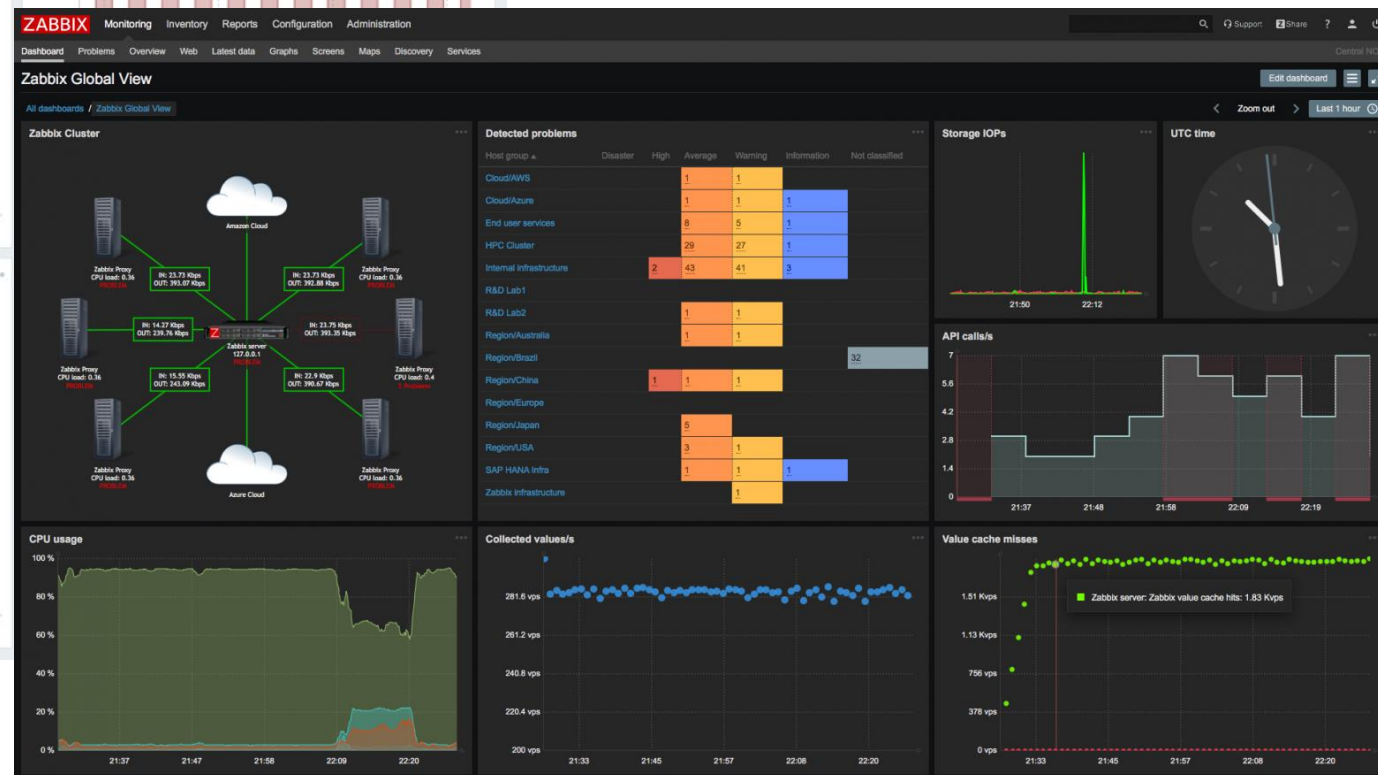 ZABBIX Monitoring Inventory Reports Configuration Administration Support Z Share ?
Dashboard Problems Overview Web Latest data Graphs Screens Maps Discovery Services Central NO
Zabbix Global View Edit dashboard
All dashboards / Zabbix Global View Zoom out Last 1 hour
Zabbix Cluster
Amazon Cloud
Zabbix Proxy
CPU load: 0.36
PROBLEM
IN: 23.73 Kbps
OUT: 393.87 Kbps
IN: 23.73 Kbps
OUT: 392.88 Kbps
Zabbix Proxy
CPU load: 0.36
PROBLEM
IN: 14.27 Kbps
OUT: 239.76 Kbps
Z
IN: 23.75 Kbps
OUT: 393.35 Kbps
Zabbix server
127.0.0.1
PROBLEM
Zabbix Proxy
CPU load: 0.36
PROBLEM
IN: 15.55 Kbps
OUT: 243.09 Kbps
IN: 22.9 Kbps
OUT: 390.67 Kbps
Zabbix Proxy
CPU load: 0.4
2 Problems
Zabbix Proxy
CPU load: 0.36
PROBLEM
Azure Cloud
Zabbix Proxy
CPU load: 0.36
PROBLEM
Detected problems
Host group Disaster High Average Warning Information Not classified
Cloud/AWS 1 1
Cloud/Azure 1 1 1
End user services 8 5 1
HPC Cluster 29 27 1
Internal infrastructure 2 43 41 3
R&D Lab1
R&D Lab2 1 1
Region/Australia 1 1
Region/Brazil 32
Region/China 1 1 1
Region/Europe
Region/Japan 5
Region/USA 3 1
SAP HANA Infra 1 1 1
Zabbix infrastructure 1
Storage IOPs
21:50 22:12
UTC time
API calls/s
7
5.6
4.2
2.8
1.4
0
21:37 21:48 21:58 22:09 22:19
CPU usage
100 %
80 %
60 %
40 %
20 %
0 %
21:37 21:47 21:58 22:09 22:20
Collected values/s
281.6 vps
261.2 vps
240.8 vps
220.4 vps
200 vps
21:33 21:45 21:57 22:08 22:20
Value cache misses
1.51 Kvps
Zabbix server: Zabbix value cache hits: 1.83 Kvps
1.13 Kvps
756 vps
378 vps
0 vps
21:33 21:45 21:57 22:08 22:20